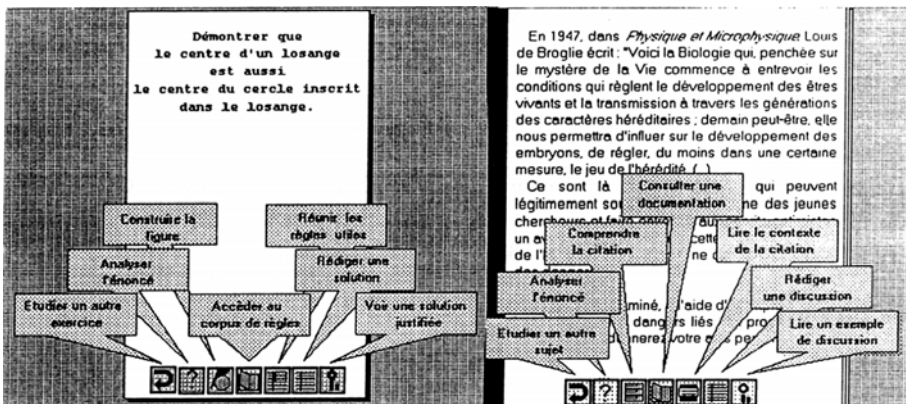 Démontrer que
le centre d'un losange
est aussi
le centre du cercle inscrit
dans le losange.
Construire la
figure
Réunir les
règles utiles
Analyser
l'énoncé
Rédiger une
solution
Etudier un autre
exercice
Accèder au
corpus de règles
Voir une solution
justifiée
En 1947, dans Physique et Microphysique Louis
de Broglie écrit : "Voici la Biologie qui, penchée sur
le mystère de la Vie commence à entrevoir les
conditions qui règlent le développement des êtres
vivants et la transmission à travers les générations
des caractères héréditaires ; demain peut-être, elle
nous permettra d'influer sur le développement des
embryons, de régler, du moins dans une certaine
mesure, le jeu de l'hérédité. (...)
Ce sont là qui peuvent
légitimement des jeunes
Consulter une
documentation
Comprendre
la citation
Lire le contexte
de la citation
Analyser
l'énoncé
Rédiger
une discussion
Etudier un autre
sujet
Lire un exemple
de discussion
dangers liés
votre